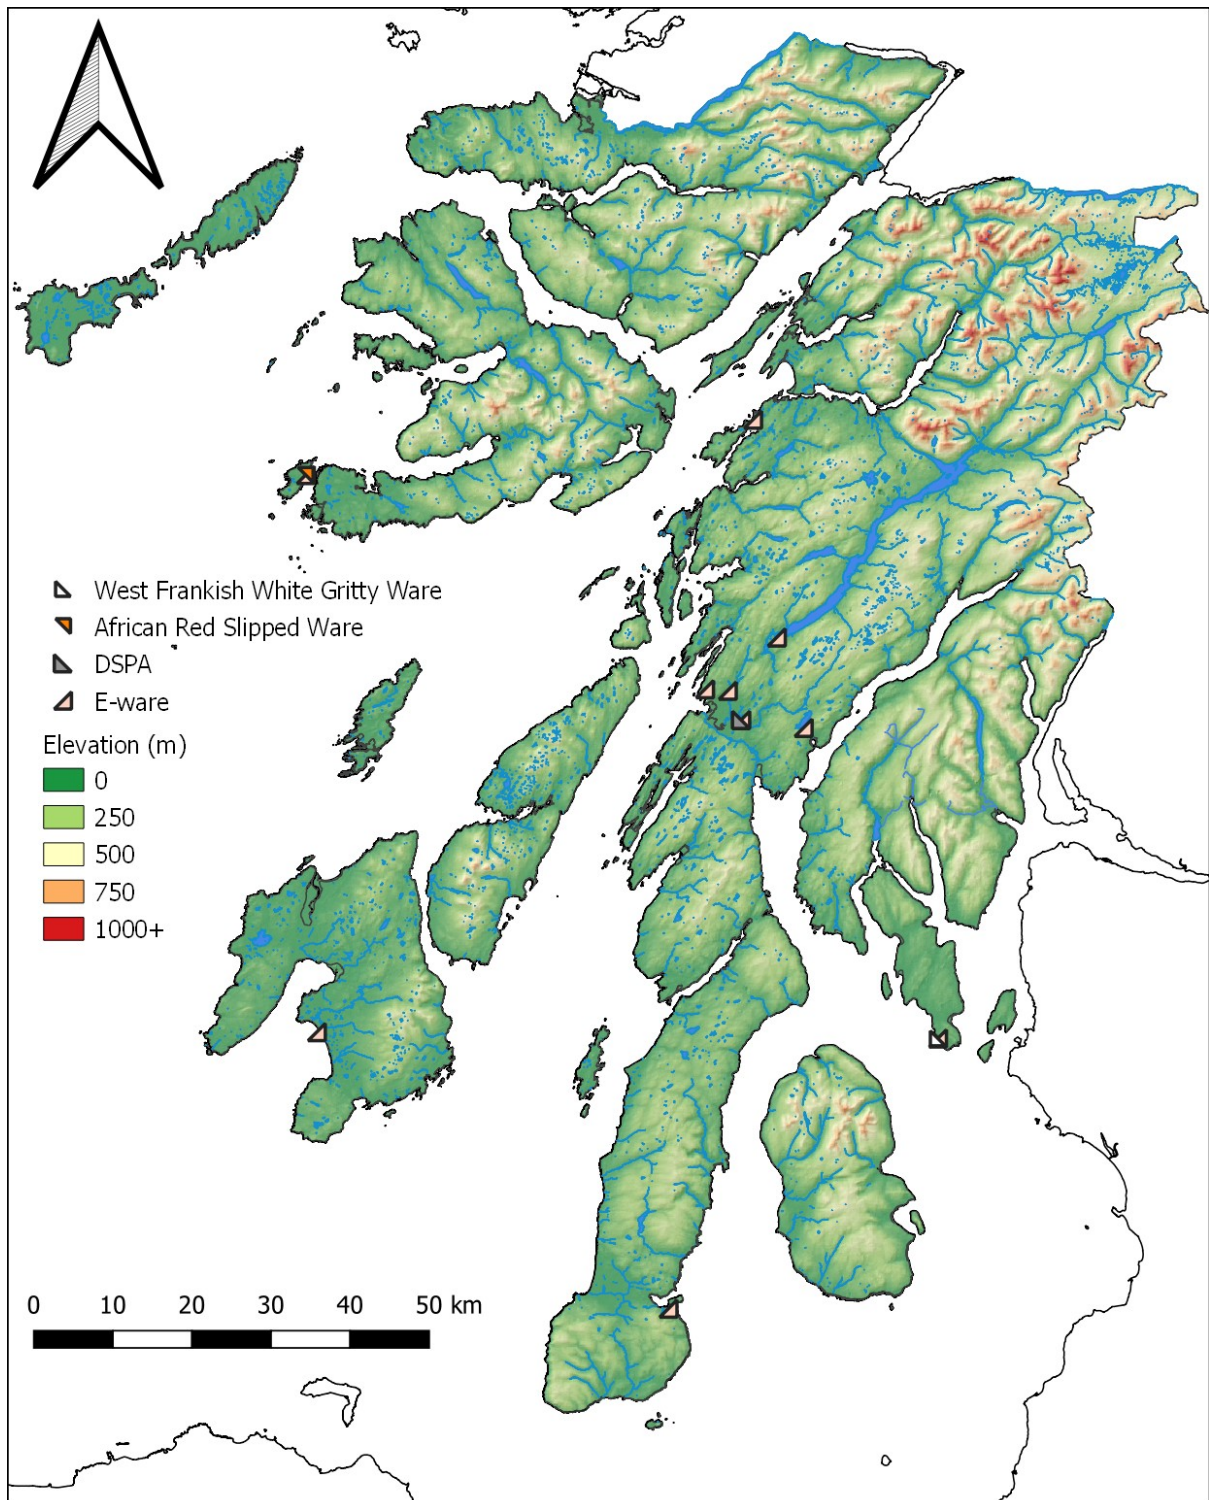 West Frankish White Gritty Ware
African Red Slipped Ware
DSPA
E-ware
Elevation (m)
0
250
500
750
1000+
0 10 20 30 40 50 km